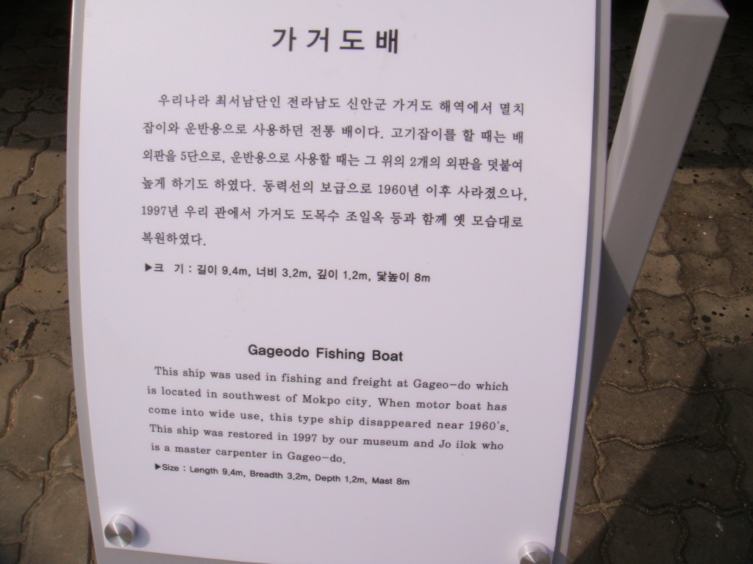 가거도배
우리나라 최서남단인 전라남도 신안군 가거도 해역에서 멸치
잡이와 운반용으로 사용하던 전통 배이다. 고기잡이를 할 때는 배
외판을 5단으로, 운반용으로 사용할 때는 그 위의 2개의 외판을 덧붙여
높게 하기도 하였다. 동력선의 보급으로 1960년 이후 사라졌으나,
1997년 우리 관에서 가거도 도목수 조일옥 등과 함께 옛 모습대로
복원하였다.
▶크 기 : 길이 9.4m, 너비 3.2m, 깊이 1.2m, 돛높이 8m
Gageodo Fishing Boat
This ship was used in fishing and freight at Gageo-do which
is located in southwest of Mokpo city. When motor boat has
come into wide use, this type ship disappeared near 1960's.
This ship was restored in 1997 by our museum and Jo ilok who
is a master carpenter in Gageo-do.
▶Size : Length 9.4m, Breadth 3.2m, Depth 1.2m, Mast 8m